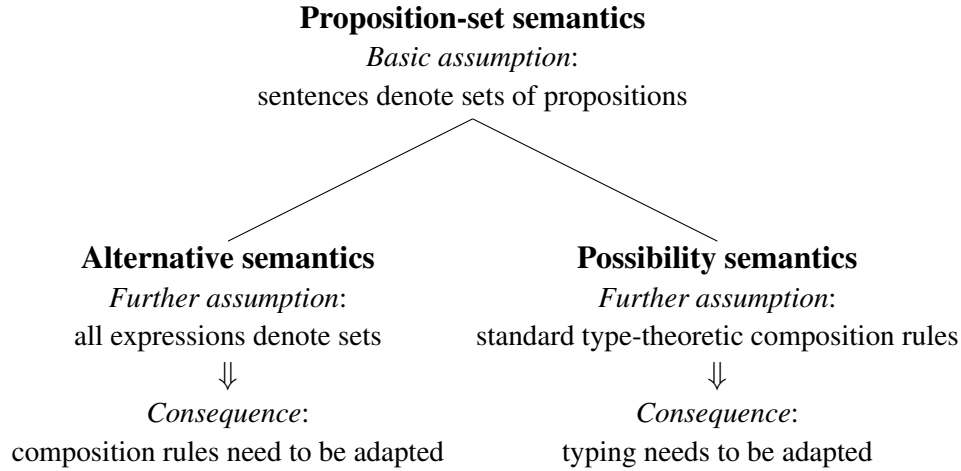 Proposition-set semantics
Basic assumption:
sentences denote sets of propositions
Alternative semantics
Further assumption:
all expressions denote sets
⇓
Consequence:
composition rules need to be adapted
Possibility semantics
Further assumption:
standard type-theoretic composition rules
⇓
Consequence:
typing needs to be adapted